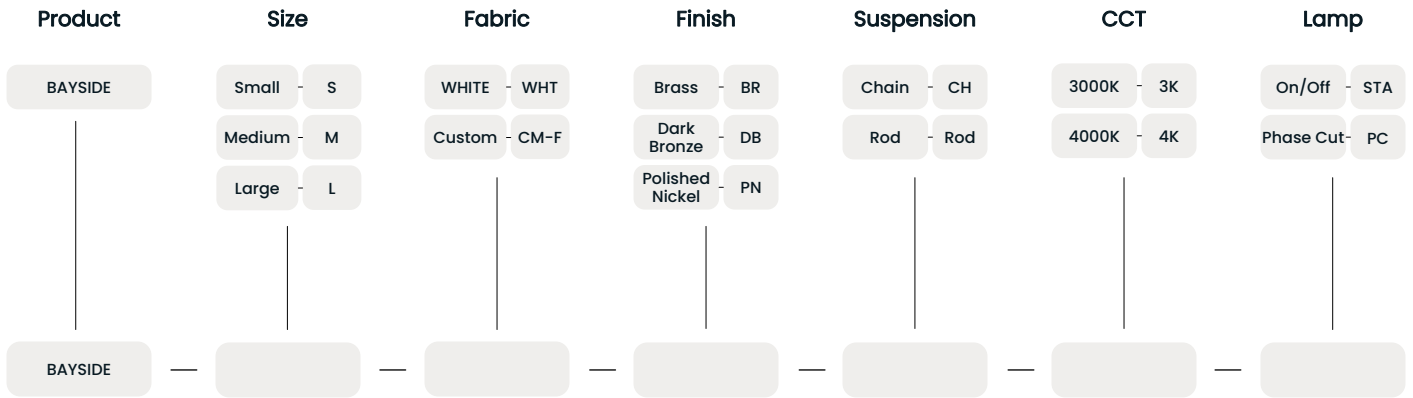 Product Size Fabric Finish Suspension CCT Lamp
BAYSIDE Small - S WHITE - WHT Brass - BR Chain - CH 3000K - 3K On/Off - STA
Medium - M Custom - CM-F Dark Bronze - DB Rod - Rod 4000K - 4K Phase Cut - PC
Large - L Polished Nickel - PN
BAYSIDE